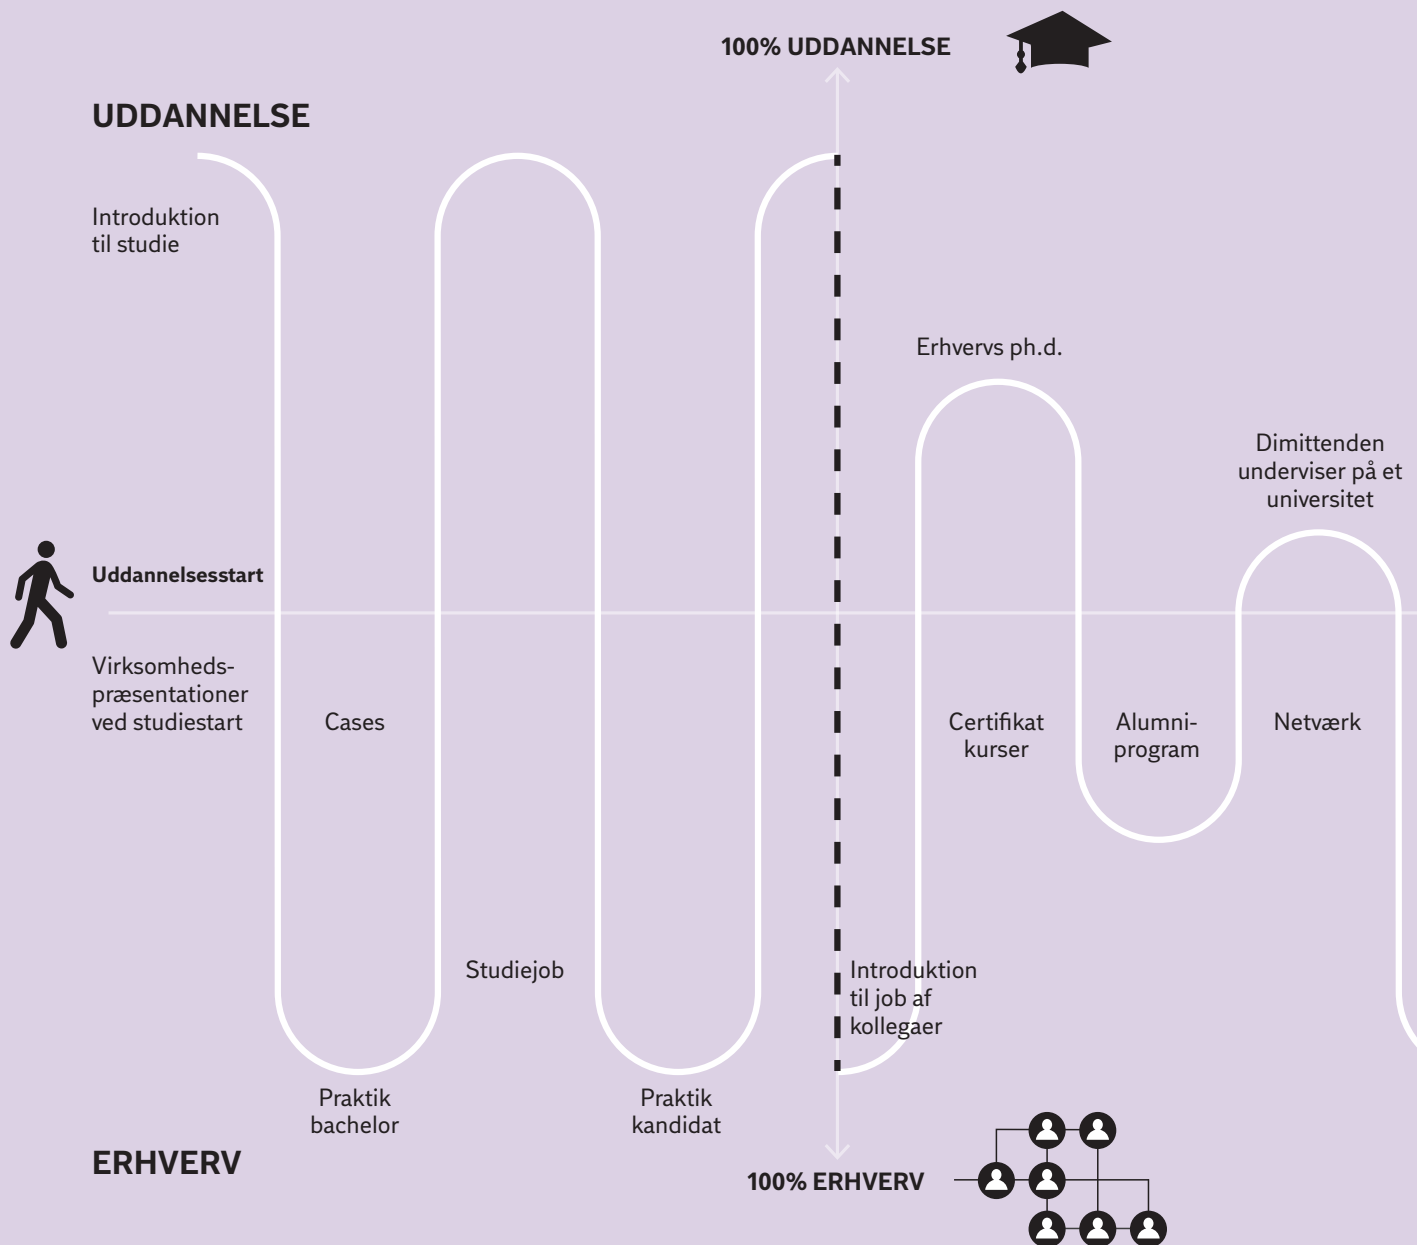 100% UDDANNELSE
UDDANNELSE
Introduktion
til studie
Erhvervs ph.d.
Dimittenden
underviser på et
universitet
Uddannelsesstart
Virksomheds-
præsentationer
ved studiestart
Cases
Certifikat
kurser
Alumni-
program
Netværk
Studiejob
Introduktion
til job af
kollegaer
Praktik
bachelor
Praktik
kandidat
ERHVERV
100% ERHVERV